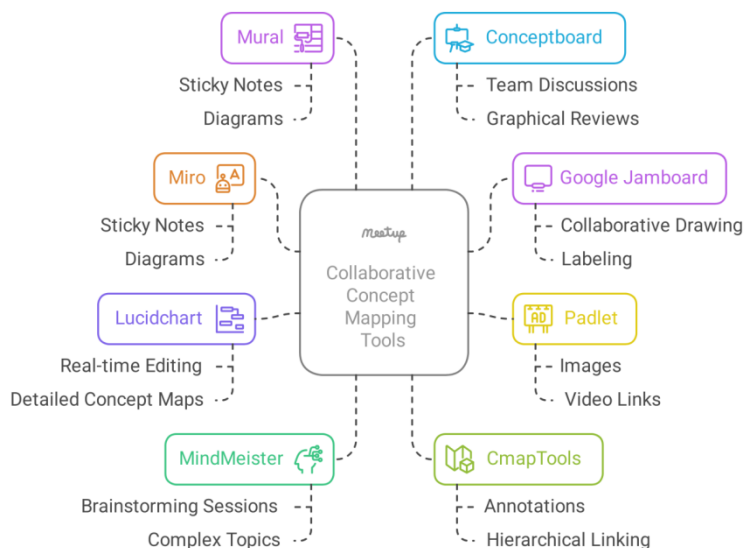 Mural
Sticky Notes
Diagrams
Conceptboard
Team Discussions
Graphical Reviews
Miro
Sticky Notes
Diagrams
Google Jamboard
Collaborative Drawing
Labeling
meetup
Collaborative
Concept
Mapping
Tools
Lucidchart
Real-time Editing
Detailed Concept Maps
AD
Padlet
Images
Video Links
MindMeister
Brainstorming Sessions
Complex Topics
CmapTools
Annotations
Hierarchical Linking